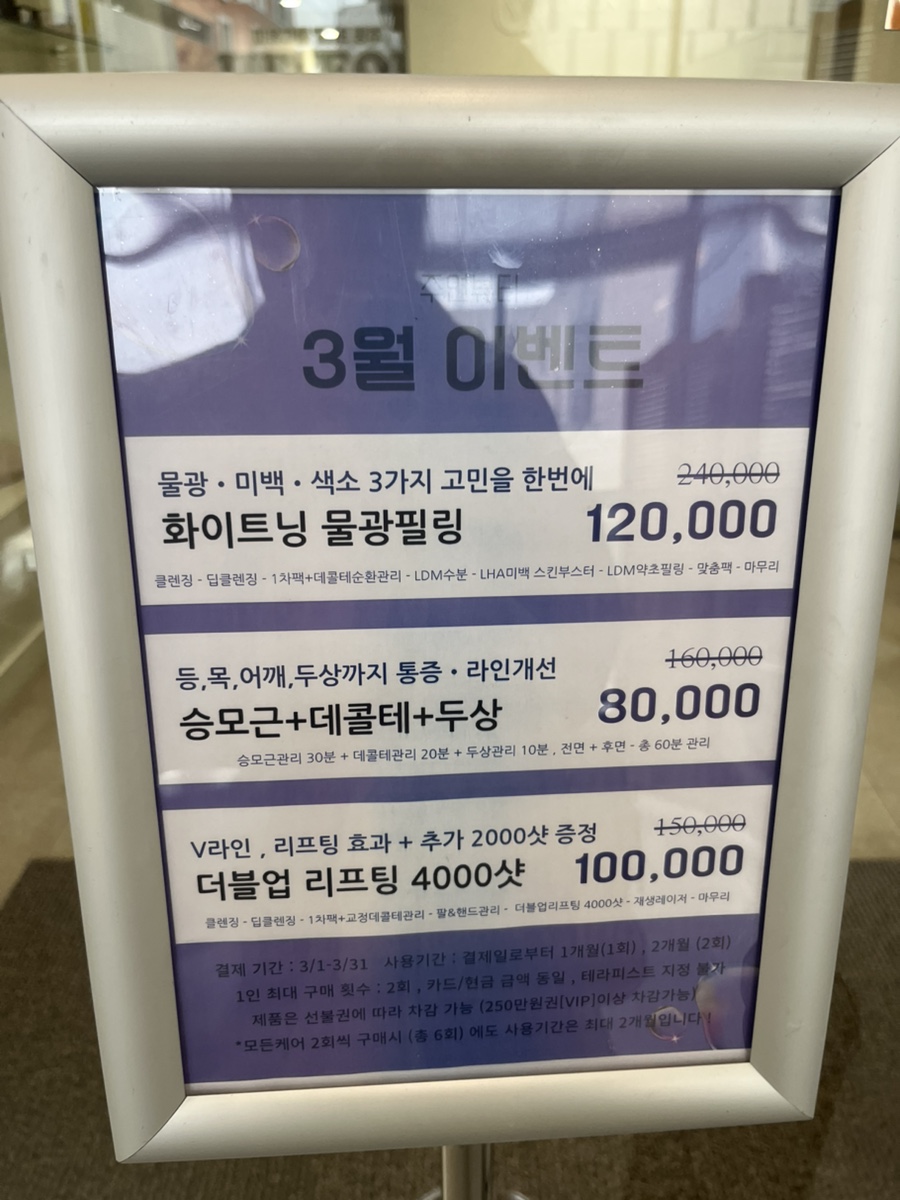 3월 이벤트
물광 • 미백 • 색소 3가지 고민을 한번에
240,000
화이트닝 물광필링
120,000
클렌징 - 딥클렌징 - 1차팩+데콜테순환관리 - LDM수분 - LHA미백 스킨부스터 - LDM약초필링 - 맞춤팩 - 마무리
등,목,어깨,두상까지 통증 • 라인개선
160,000
승모근+데콜테+두상
80,000
승모근관리 30분 + 데콜테관리 20분 + 두상관리 10분 , 전면 + 후면 - 총 60분 관리
V라인 , 리프팅 효과 + 추가 2000샷 증정
150,000
더블업 리프팅 4000샷
100,000
클렌징 - 딥클렌징 - 1차팩+교정데콜테관리 - 팔&핸드관리 - 더블업리프팅 4000샷 - 재생레이저 - 마무리
결제 기간 : 3/1-3/31 사용기간 : 결제일로부터 1개월(1회) , 2개월 (2회)
1인 최대 구매 횟수 : 2회 , 카드/현금 금액 동일 , 테라피스트 지정 불가
제품은 선불권에 따라 차감 가능 (250만원권[VIP]이상 차감가능)
*모든케어 2회씩 구매시 (총 6회) 에도 사용기간은 최대 2개월입니다!